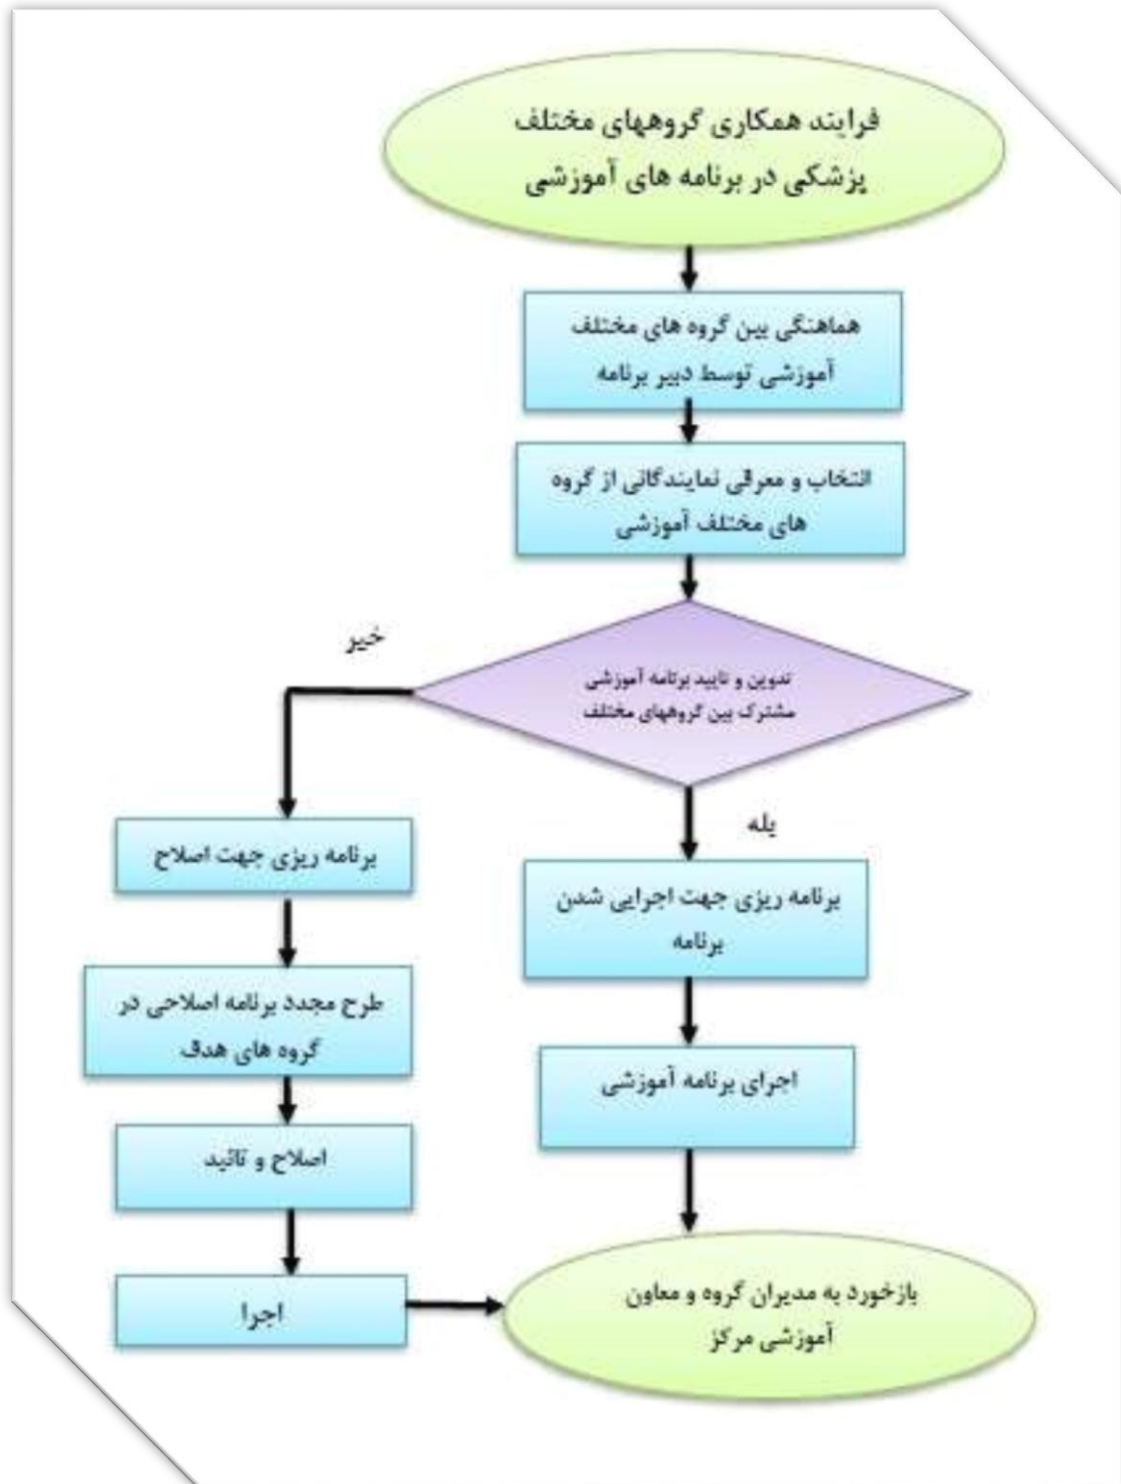 فرایند همکاری گروههای مختلف
پزشکی در برنامه های آموزشی
هماهنگی بین گروه های مختلف
آموزشی توسط دبیر برنامه
انتخاب و معرفی نمایندگانی از گروه
های مختلف آموزشی
تدوین و تایید برنامه آموزشی
مشترک بین گروههای مختلف
خیر
بله
برنامه ریزی جهت اجرایی شدن
برنامه
اجرای برنامه آموزشی
برنامه ریزی جهت اصلاح
طرح مجدد برنامه اصلاحی در
گروه های هدف
اصلاح و تائید
اجرا
بازخورد به مدیران گروه و معاون
آموزشی مرکز